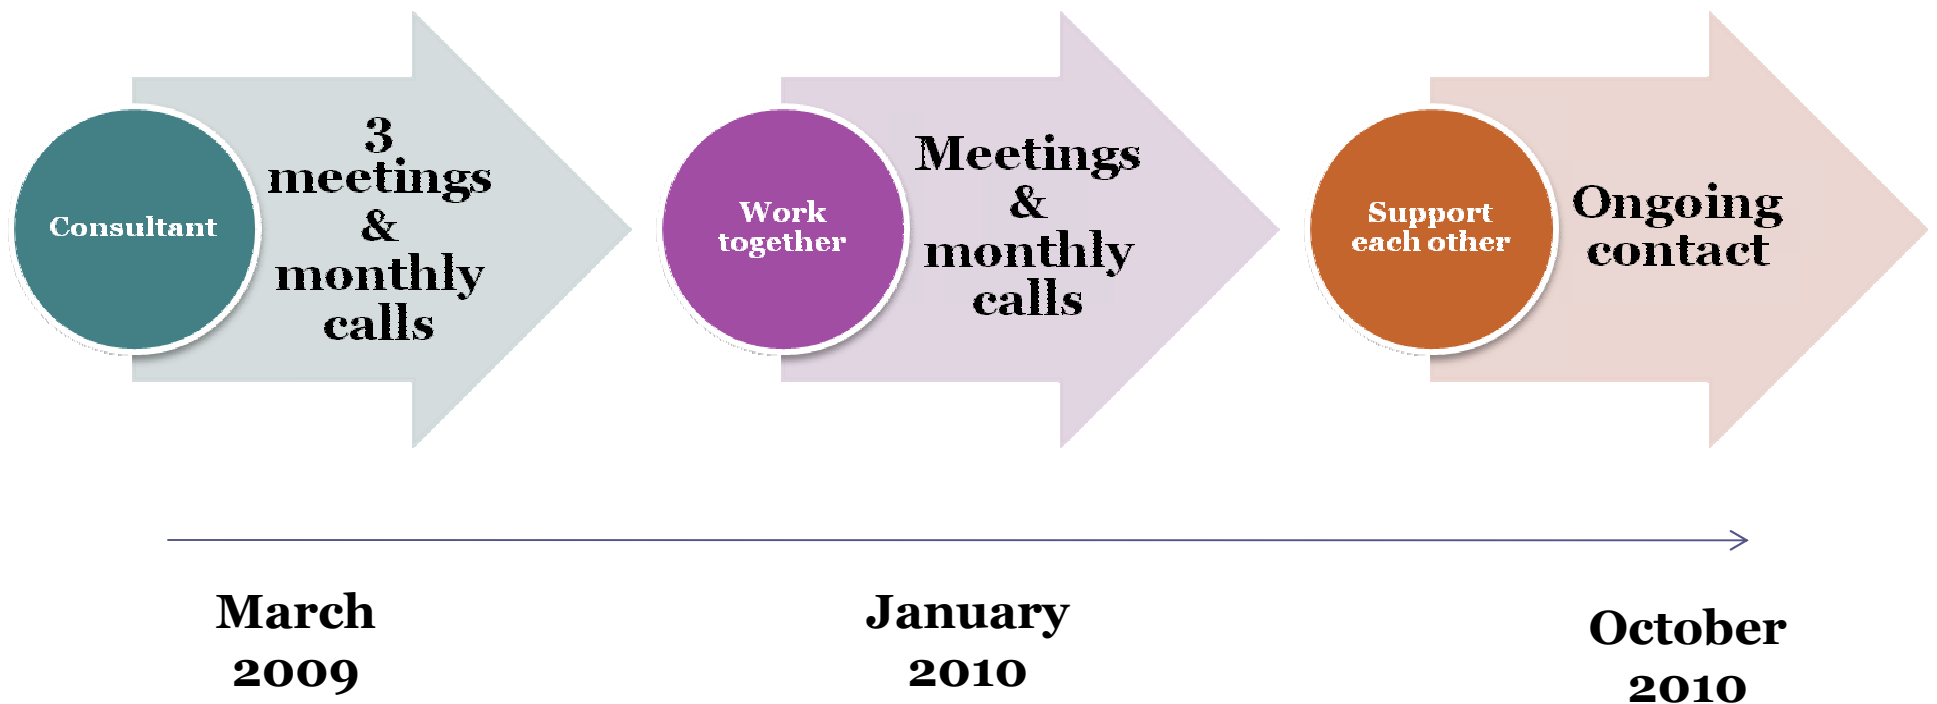 Consultant
3
meetings
&
monthly
calls
Work
together
Meetings
&
monthly
calls
Support
each other
Ongoing
contact
March
2009
January
2010
October
2010